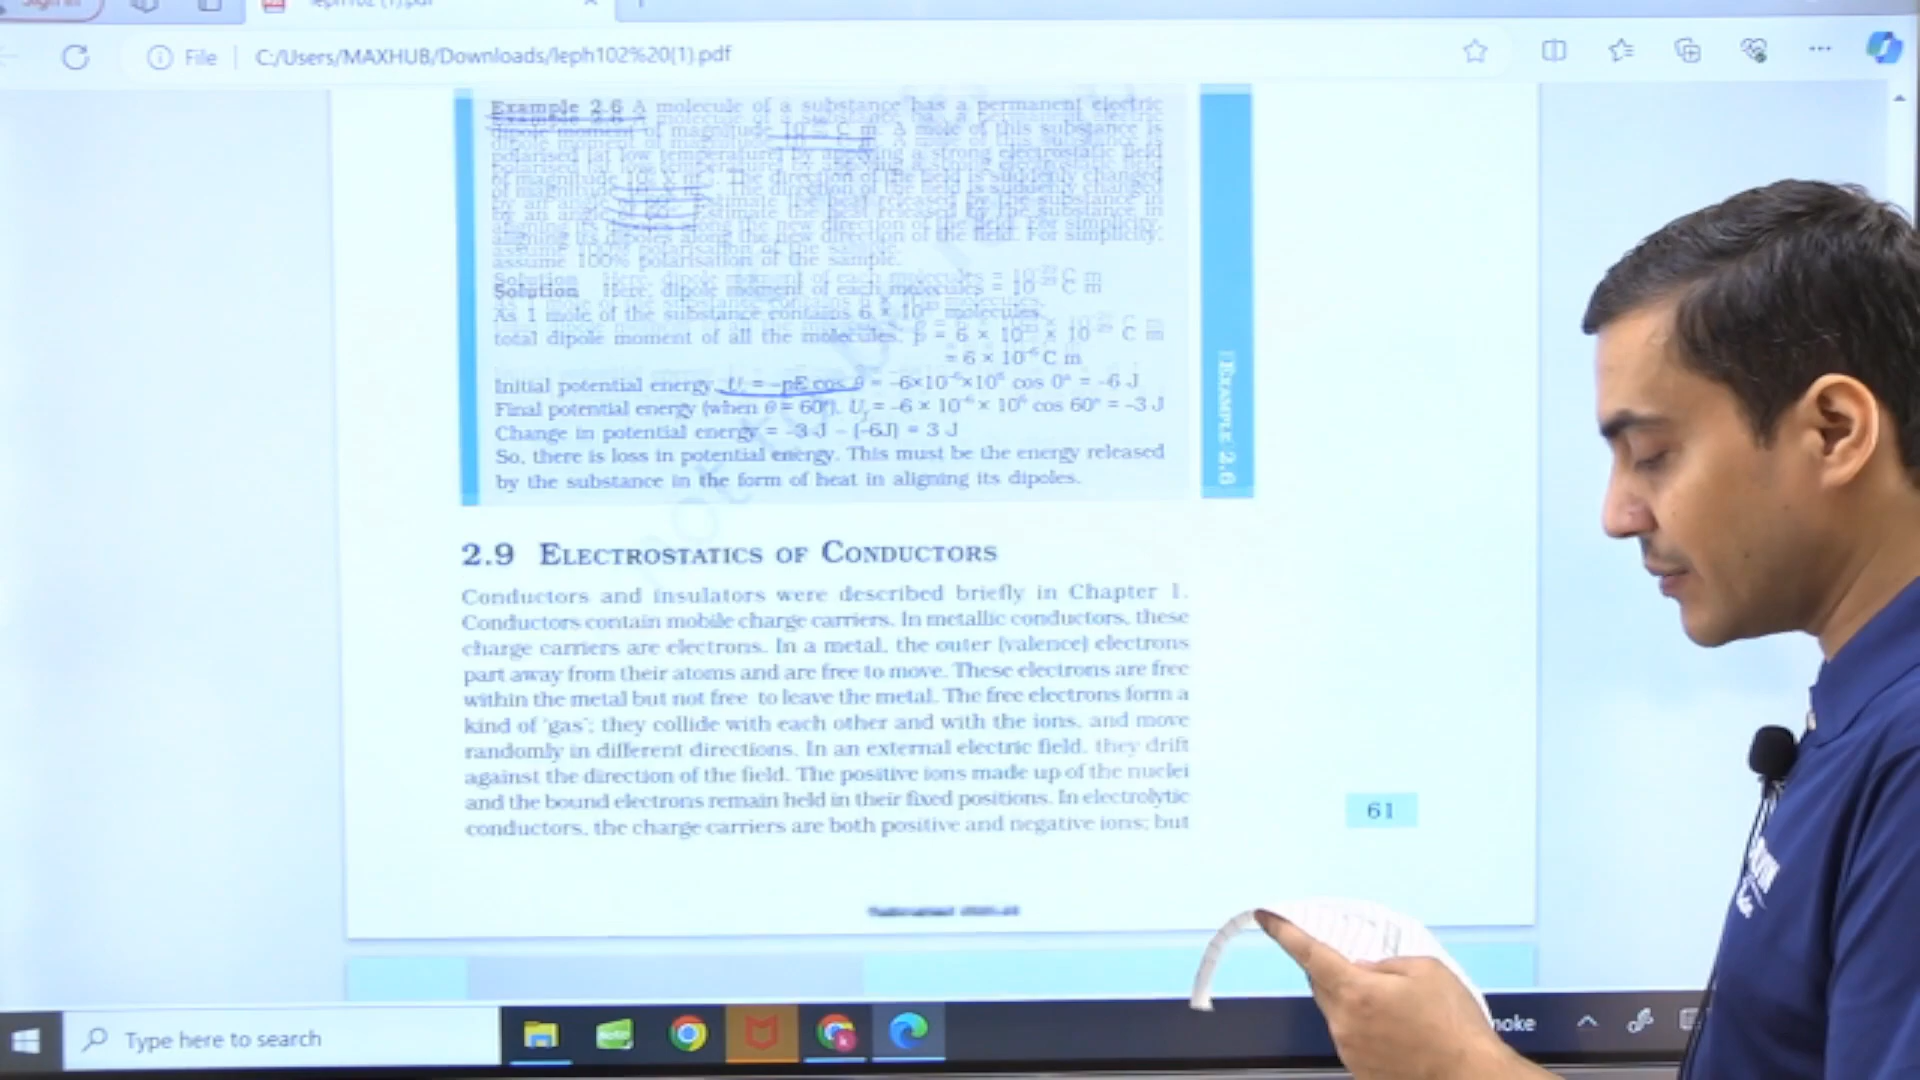 Sign in
leph102 (1).pdf
File
C:/Users/MAXHUB/Downloads/leph102%20(1).pdf
Example 2.6 A molecule of a substance has a permanent electric
dipole moment of magnitude C m. A mole of this substance is
polarised (at low temperature) by applying a strong electrostatic field
of magnitude The direction of the field is suddenly changed
by an angle estimate the heat released by the substance in
aligning its dipoles along the new direction of the field. For simplicity,
assume 100% polarisation of the sample.
Solution Here, dipole moment of each molecules = 10⁻²⁹ C m
As 1 mole of the substance contains 6 × 10²³ molecules,
total dipole moment of all the molecules, p = 6 × 10²³ × 10⁻²⁹ C m
= 6 × 10⁻⁶ C m
Initial potential energy, Uᵢ = –pE cos θ = –6×10⁻⁶×10⁶ cos 0° = –6 J
Final potential energy (when θ = 60°), U_f = –6 × 10⁻⁶ × 10⁶ cos 60° = –3 J
Change in potential energy = –3 J – (–6J) = 3 J
So, there is loss in potential energy. This must be the energy released
by the substance in the form of heat in aligning its dipoles.
EXAMPLE 2.6
2.9 ELECTROSTATICS OF CONDUCTORS
Conductors and insulators were described briefly in Chapter 1.
Conductors contain mobile charge carriers. In metallic conductors, these
charge carriers are electrons. In a metal, the outer (valence) electrons
part away from their atoms and are free to move. These electrons are free
within the metal but not free to leave the metal. The free electrons form a
kind of 'gas'; they collide with each other and with the ions, and move
randomly in different directions. In an external electric field, they drift
against the direction of the field. The positive ions made up of the nuclei
and the bound electrons remain held in their fixed positions. In electrolytic
conductors, the charge carriers are both positive and negative ions; but
61
Type here to search